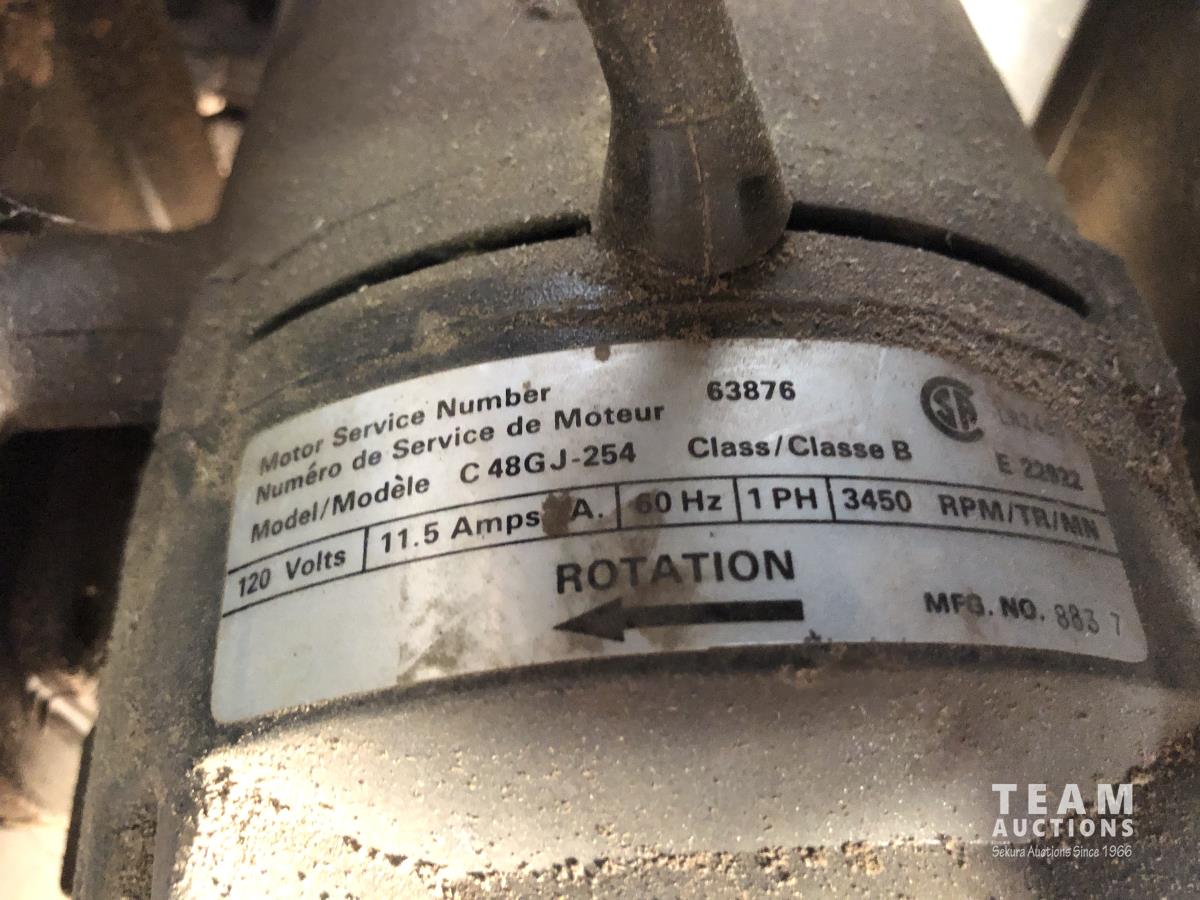 Motor Service Number 63876
Numéro de Service de Moteur
Model/Modèle C 48GJ-254 Class/Classe B
E 22922
120 Volts 11.5 Amps A. 60 Hz 1 PH 3450 RPM/TR/MN
ROTATION
MFG. NO. 883 7
TEAM
AUCTIONS
Sekura Auctions Since 1966